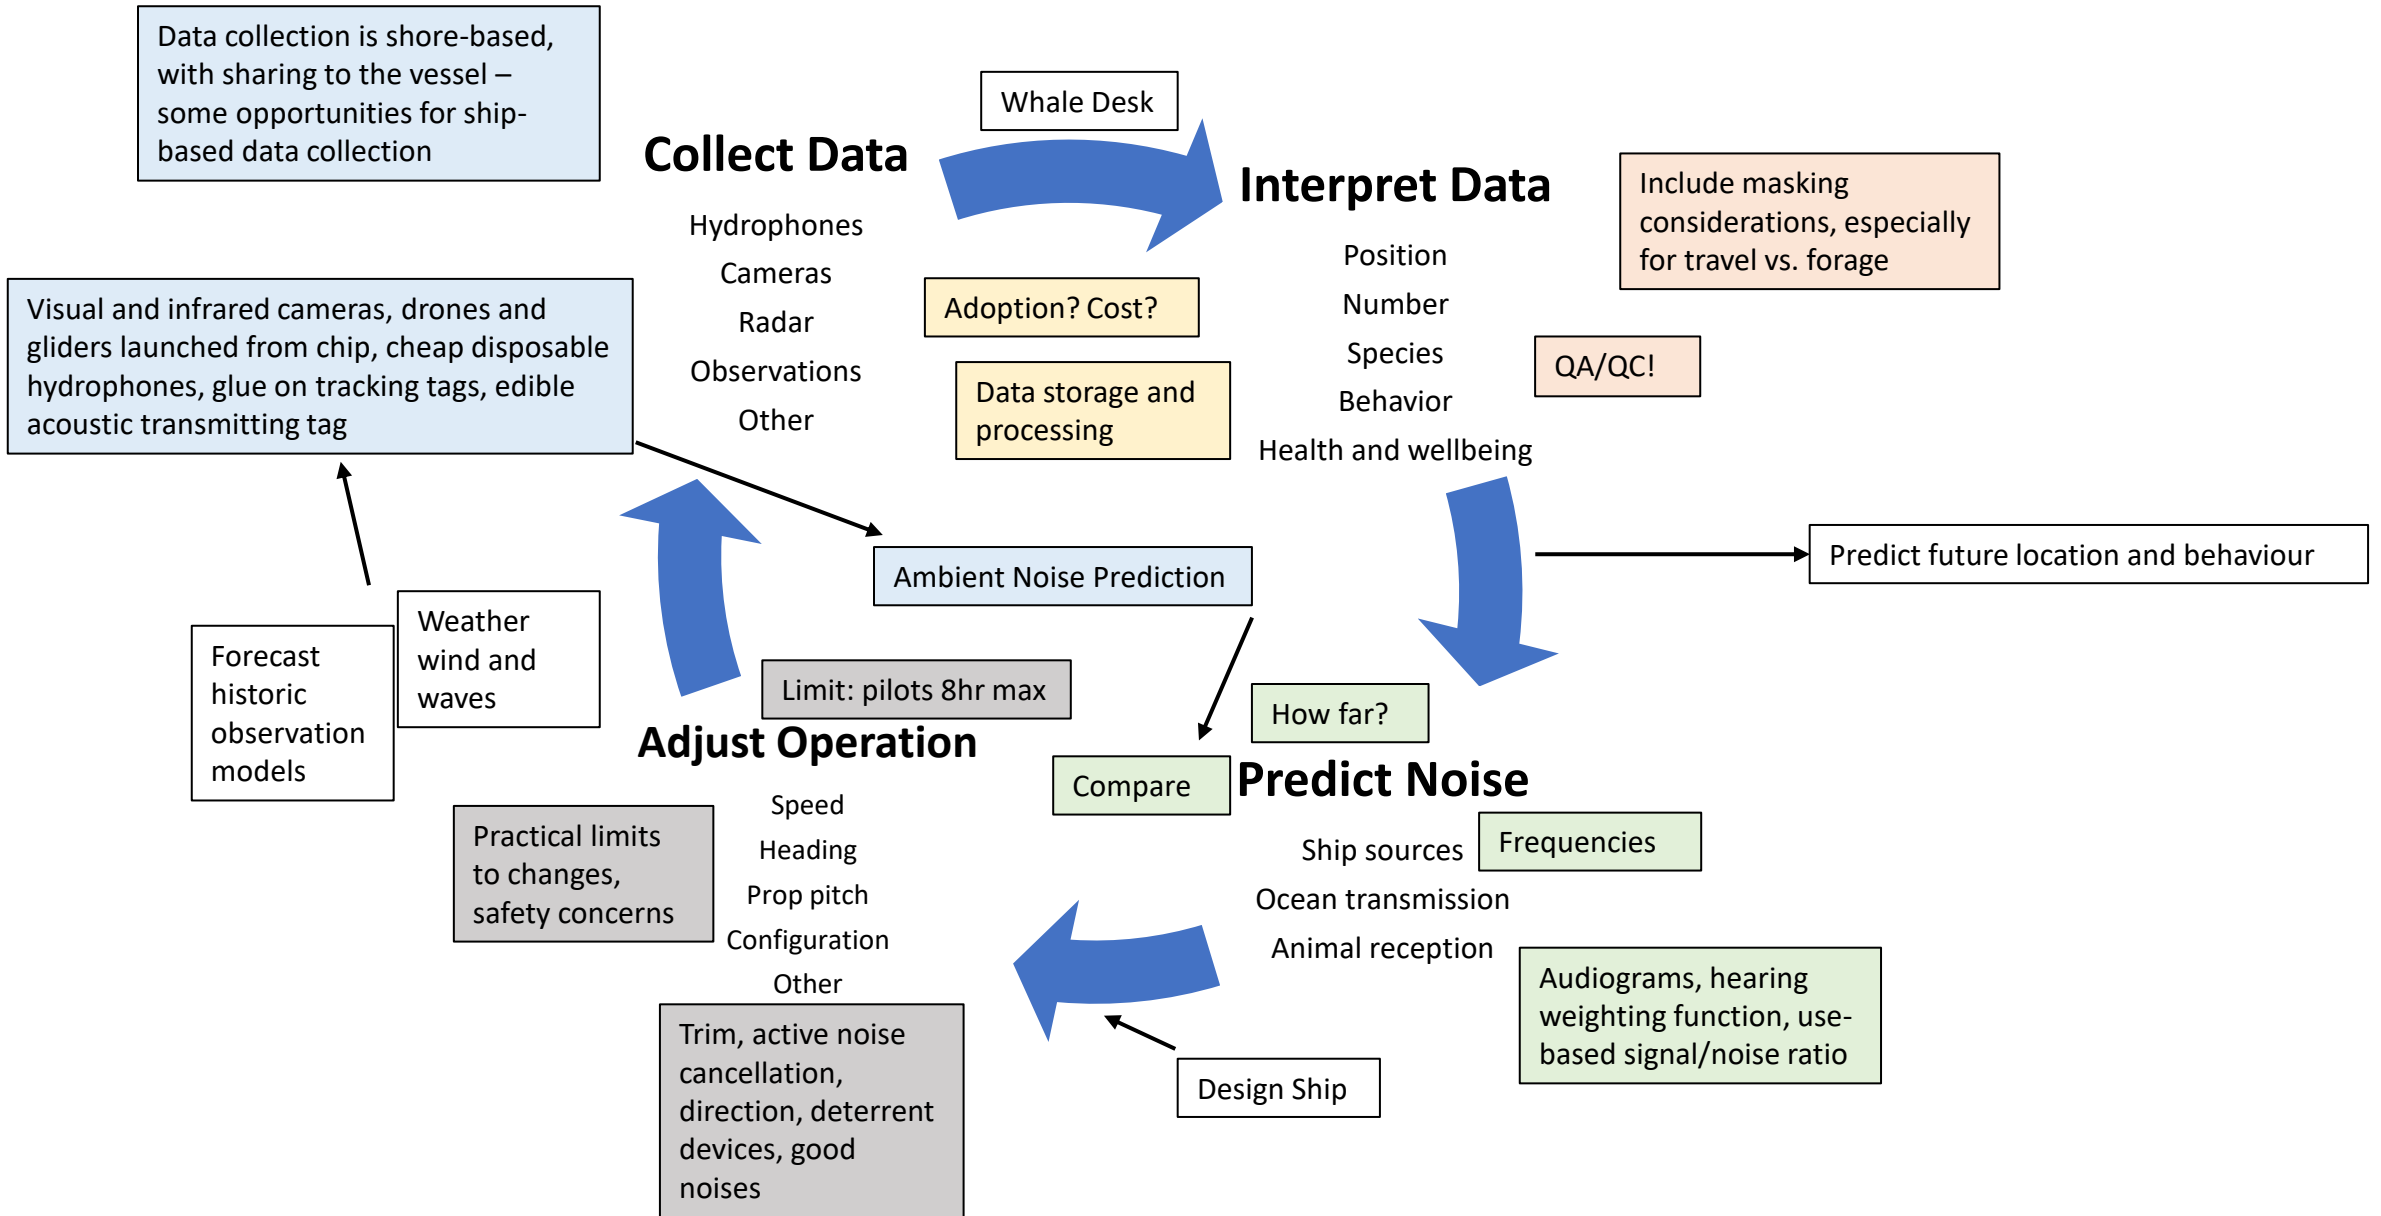 Data collection is shore-based,
with sharing to the vessel –
some opportunities for ship-
based data collection
Whale Desk
Collect Data
Hydrophones
Cameras
Radar
Observations
Other
Interpret Data
Position
Number
Species
Behavior
Health and wellbeing
Include masking
considerations, especially
for travel vs. forage
QA/QC!
Adoption? Cost?
Data storage and
processing
Visual and infrared cameras, drones and
gliders launched from chip, cheap disposable
hydrophones, glue on tracking tags, edible
acoustic transmitting tag
Ambient Noise Prediction
Predict future location and behaviour
Weather
wind and
waves
Forecast
historic
observation
models
Limit: pilots 8hr max
Adjust Operation
Speed
Heading
Prop pitch
Configuration
Other
Practical limits
to changes,
safety concerns
Trim, active noise
cancellation,
direction, deterrent
devices, good
noises
How far?
Compare
Predict Noise
Ship sources
Ocean transmission
Animal reception
Frequencies
Audiograms, hearing
weighting function, use-
based signal/noise ratio
Design Ship